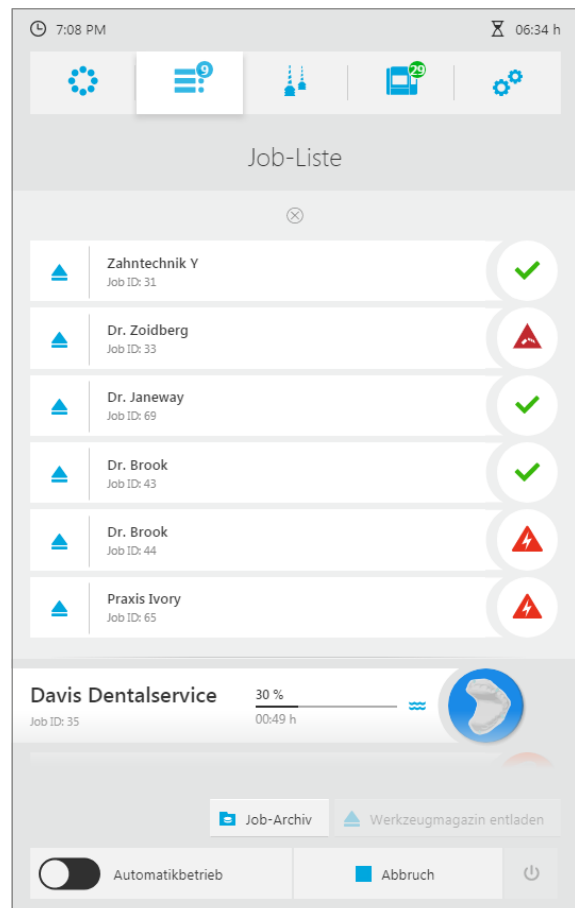 7:08 PM
06:34 h
9
29
Job-Liste
Zahntechnik Y
Job ID: 31
Dr. Zoidberg
Job ID: 33
Dr. Janeway
Job ID: 69
Dr. Brook
Job ID: 43
Dr. Brook
Job ID: 44
Praxis Ivory
Job ID: 65
Davis Dentalservice
Job ID: 35
30 %
00:49 h
Job-Archiv
Werkzeugmagazin entladen
Automatikbetrieb
Abbruch